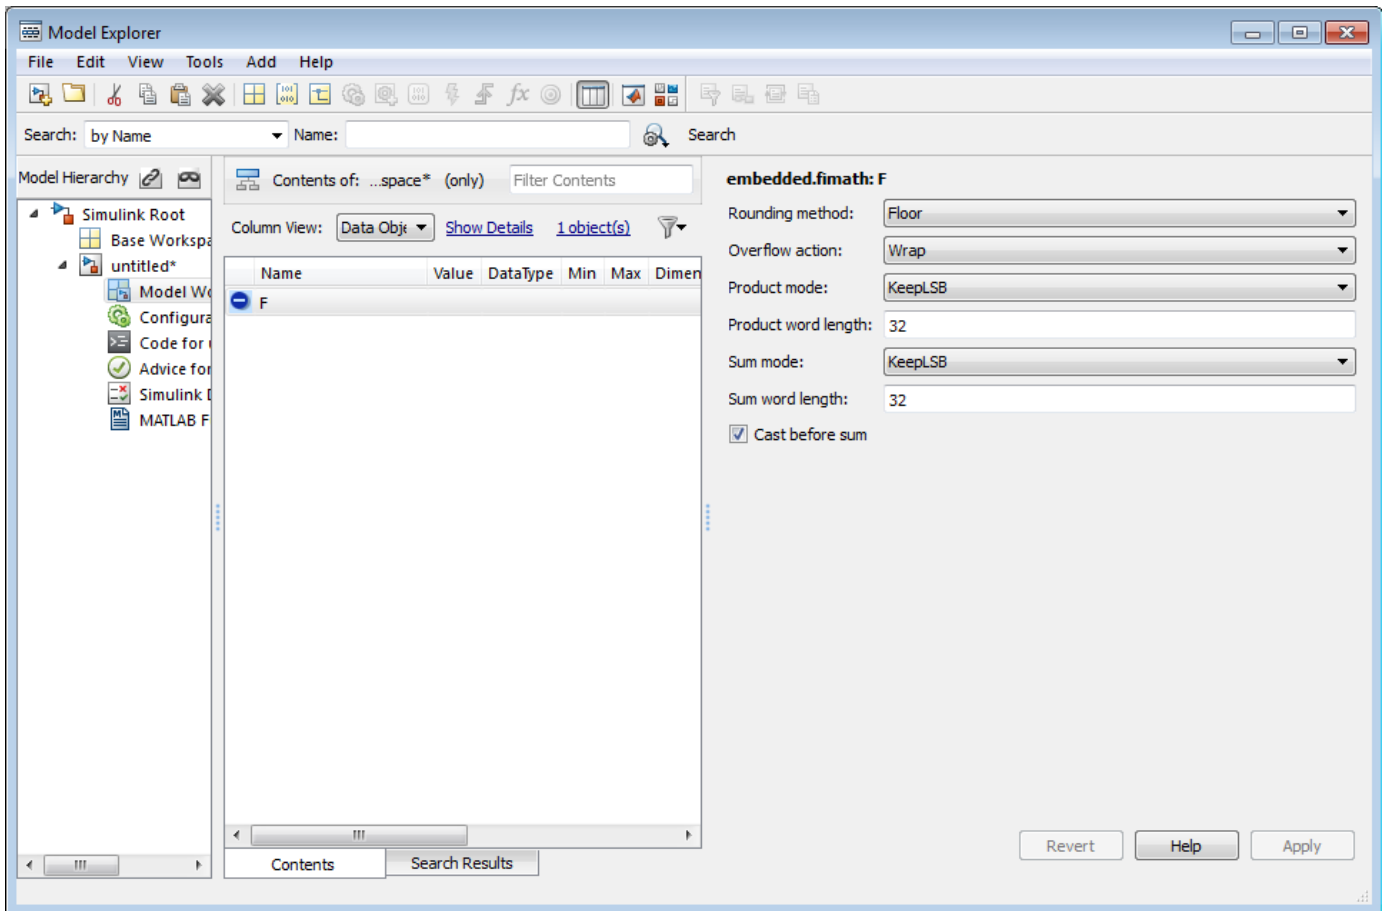 Model Explorer
File Edit View Tools Add Help
Search: by Name Name: Search
Model Hierarchy
Simulink Root
Base Workspa
untitled*
Model Wo
Configura
Code for
Advice for
Simulink D
MATLAB F
Contents of: ...space* (only) Filter Contents
Column View: Data Obje Show Details 1 object(s)
Name Value DataType Min Max Dimen
F
Contents Search Results
embedded.fimath: F
Rounding method: Floor
Overflow action: Wrap
Product mode: KeepLSB
Product word length: 32
Sum mode: KeepLSB
Sum word length: 32
Cast before sum
Revert Help Apply